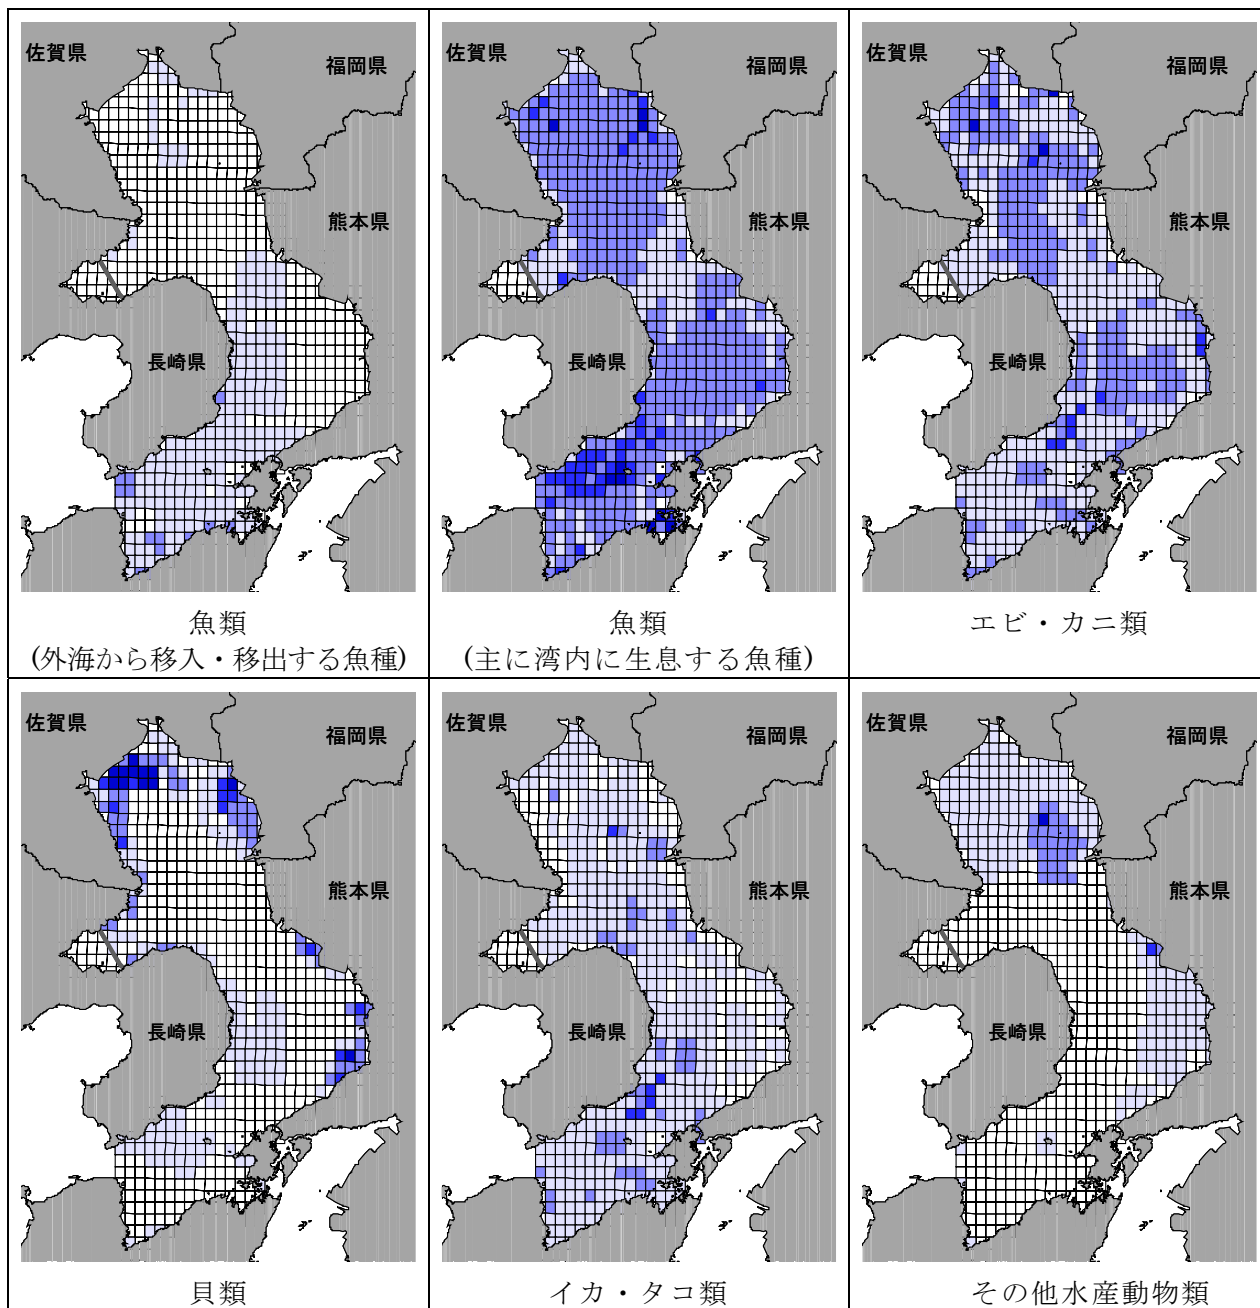 佐賀県
福岡県
熊本県
長崎県
魚類
(外海から移入・移出する魚種)
佐賀県
福岡県
熊本県
長崎県
魚類
(主に湾内に生息する魚種)
佐賀県
福岡県
熊本県
長崎県
エビ・カニ類
佐賀県
福岡県
熊本県
長崎県
貝類
佐賀県
福岡県
熊本県
長崎県
イカ・タコ類
佐賀県
福岡県
熊本県
長崎県
その他水産動物類